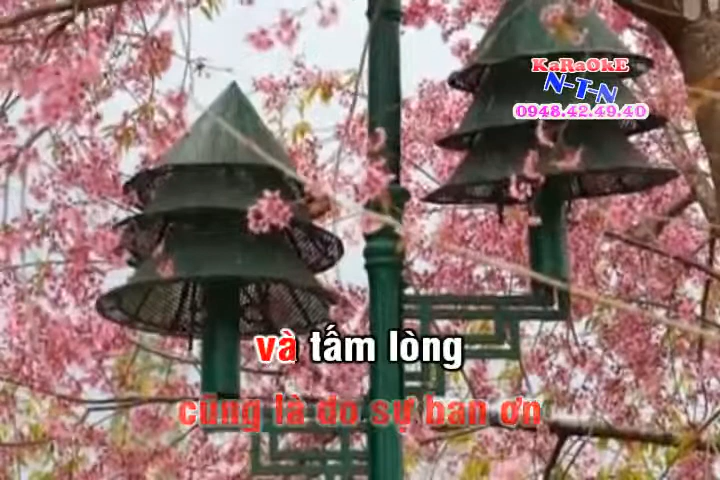 KaRaOkE
N-T-N
0948.42.49.40
và tấm lòng
cũng là do sự ban ơn